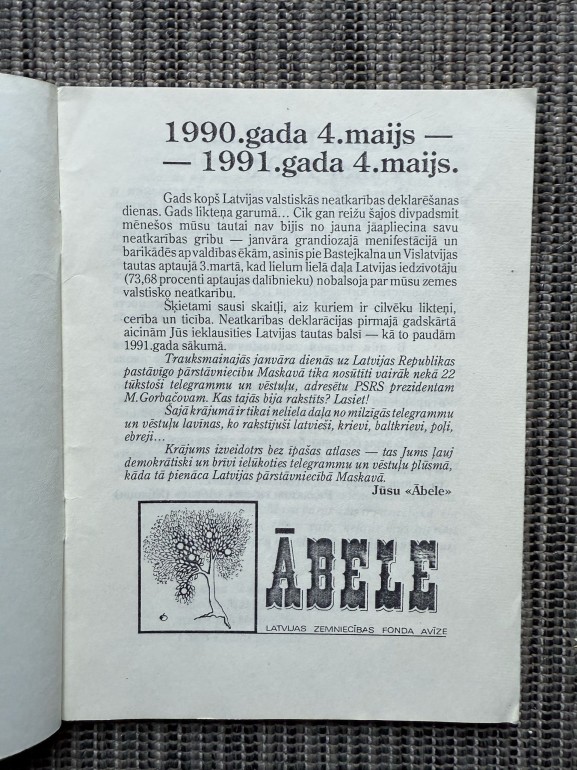 1990.gada 4.maijs —
— 1991.gada 4.maijs.
Gads kopš Latvijas valstiskās neatkarības deklarēšanas
dienas. Gads likteņa garumā... Cik gan reižu šajos divpadsmit
mēnešos mūsu tautai nav bijis no jauna jāapliecina savu
neatkarības gribu — janvāra grandiozajā menifestācijā un
barikādēs ap valdības ēkām, asinis pie Bastejkalna un Vislatvijas
tautas aptaujā 3.martā, kad lielum lielā daļa Latvijas iedzīvotāju
(73,68 procenti aptaujas dalibnieku) nobalsoja par mūsu zemes
valstisko neatkarību.
Šķietami sausi skaitļi, aiz kuriem ir cilvēku likteņi,
cerība un ticība. Neatkarības deklarācijas pirmajā gadskārtā
aicinām Jūs ieklausīties Latvijas tautas balsī — kā to paudām
1991.gada sākumā.
Trauksmainajās janvāra dienās uz Latvijas Republikas
pastāvīgo pārstāvniecību Maskavā tika nosūtīti vairāk nekā 22
tūkstoši telegrammu un vēstuļu, adresētu PSRS prezidentam
M.Gorbačovam. Kas tajās bija rakstīts? Lasiet!
Šajā krājumā ir tikai neliela daļa no milzīgās telegrammu
un vēstuļu lavinas, ko rakstījuši latvieši, krievi, baltkrievi, poļi,
ebreji...
Krājums izveidotrs bez īpašas atlases — tas Jums ļauj
demokrātiski un brīvi ielūkoties telegrammu un vēstuļu plūsmā,
kāda tā pienāca Latvijas pārstāvniecībā Maskavā.
Jūsu «Ābele»
ĀBELE
LATVIJAS ZEMNIECĪBAS FONDA AVĪZE